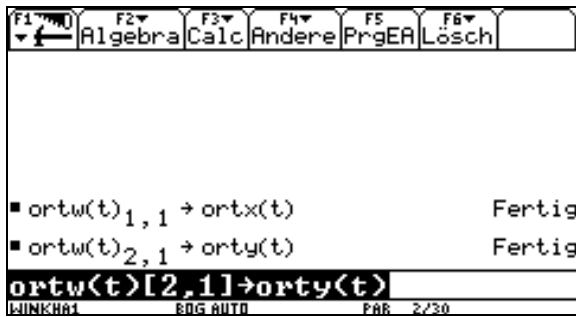 F1▼ F2▼ F3▼ F4▼ F5 F6▼
Algebra Calc Andere PrgEA Lösch
▪ ortw(t)1,1 → ortx(t) Fertig
▪ ortw(t)2,1 → orty(t) Fertig
ortw(t)[2,1]→orty(t)
WINKHA1 BOG AUTO PAR 2/30